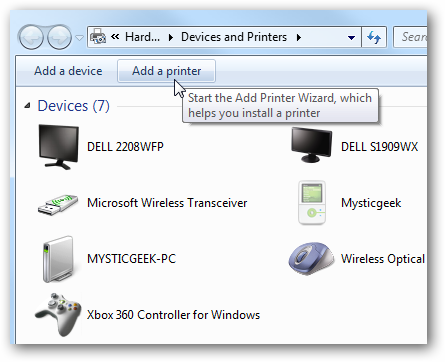 « Hard... ▸ Devices and Printers ▸
Sear
Add a device Add a printer
Start the Add Printer Wizard, which
helps you install a printer
Devices (7)
DELL 2208WFP
DELL S1909WX
Microsoft Wireless Transceiver
Mysticgeek
MYSTICGEEK-PC
Wireless Optical
Xbox 360 Controller for Windows